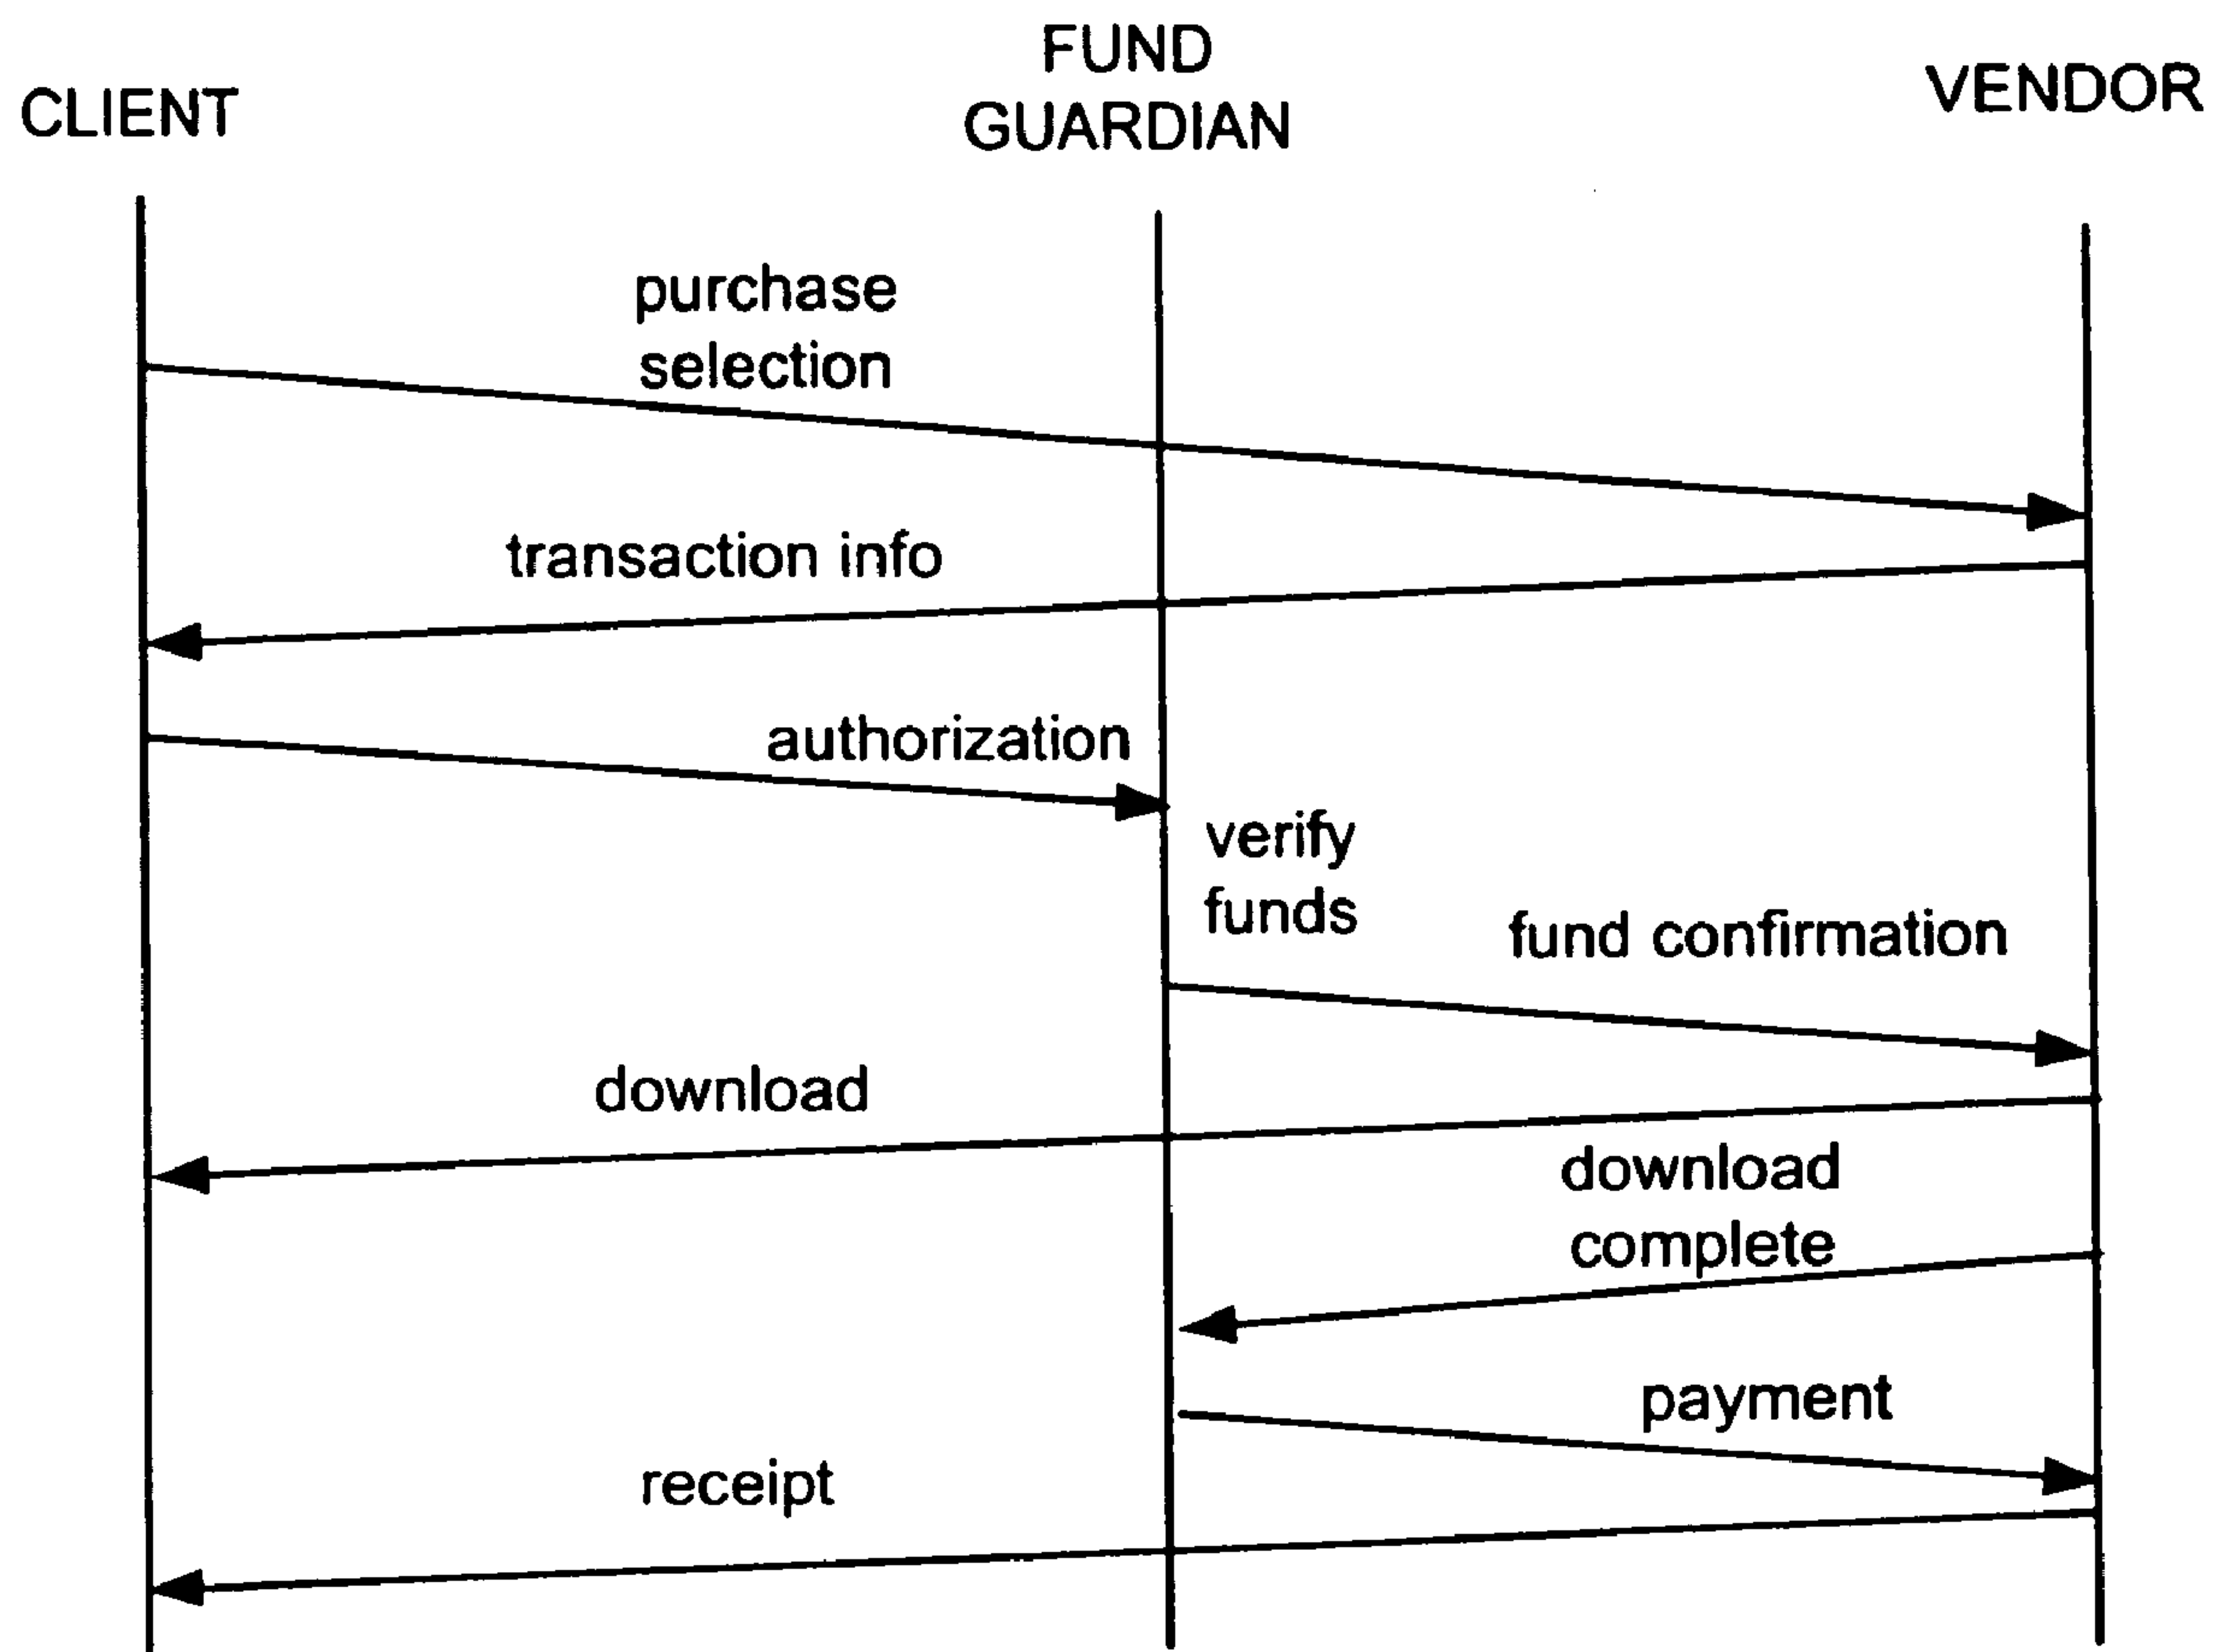 CLIENT
FUND
GUARDIAN
VENDOR
purchase
selection
transaction info
authorization
verify
funds
fund confirmation
download
download
complete
payment
receipt